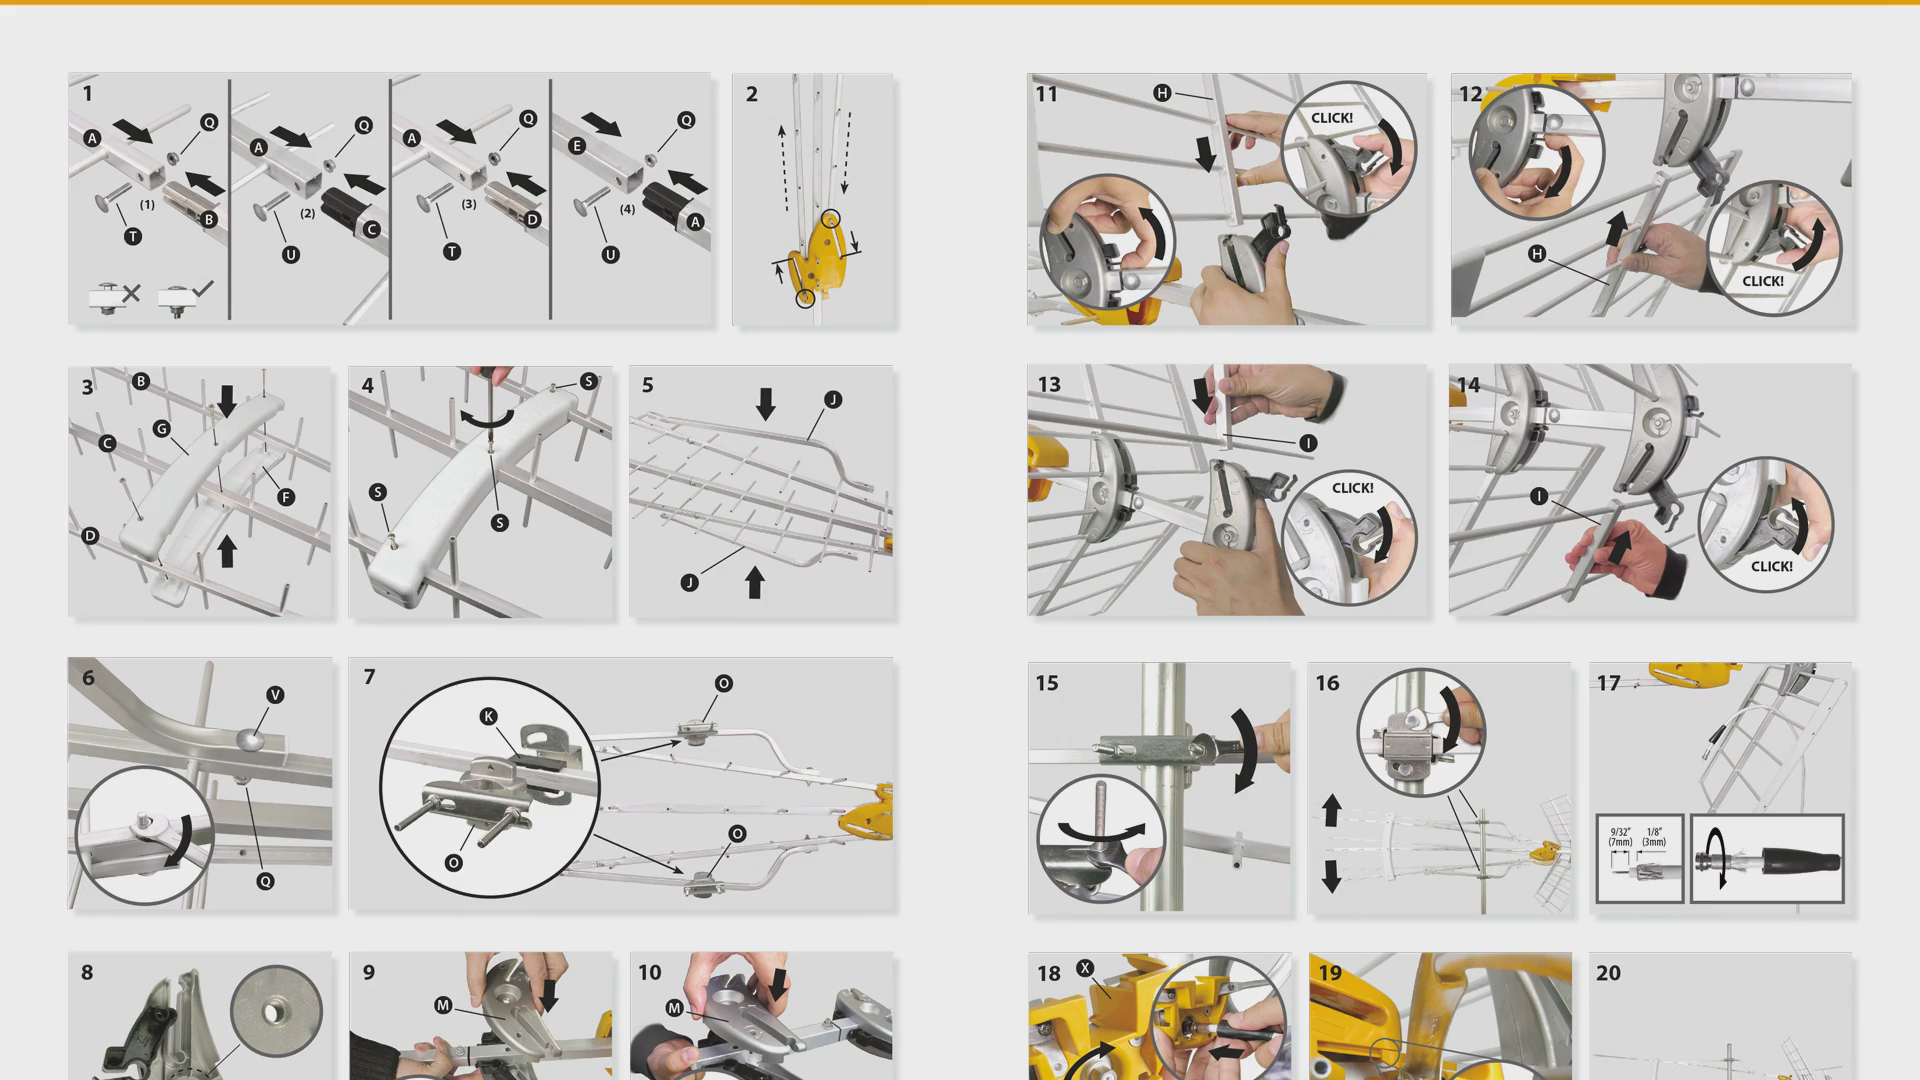 1
A
Q
T
(1)
B
A
Q
U
(2)
C
A
Q
T
(3)
D
E
Q
U
(4)
A
2
3
B
G
C
F
D
4
S
S
S
5
J
J
6
V
Q
7
K
O
O
O
8
9
M
10
M
11
H
CLICK!
12
H
CLICK!
13
I
CLICK!
14
I
CLICK!
15
16
17
9/32" 1/8"
(7mm) (3mm)
18
X
19
20